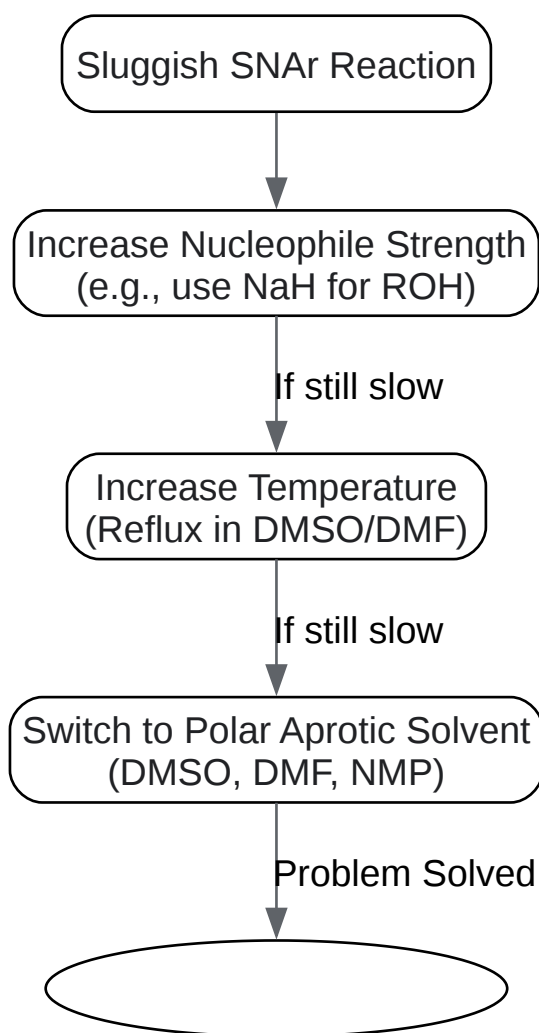 Sluggish SNAr Reaction
Increase Nucleophile Strength
(e.g., use NaH for ROH)
If still slow
Increase Temperature
(Reflux in DMSO/DMF)
If still slow
Switch to Polar Aprotic Solvent
(DMSO, DMF, NMP)
Problem Solved